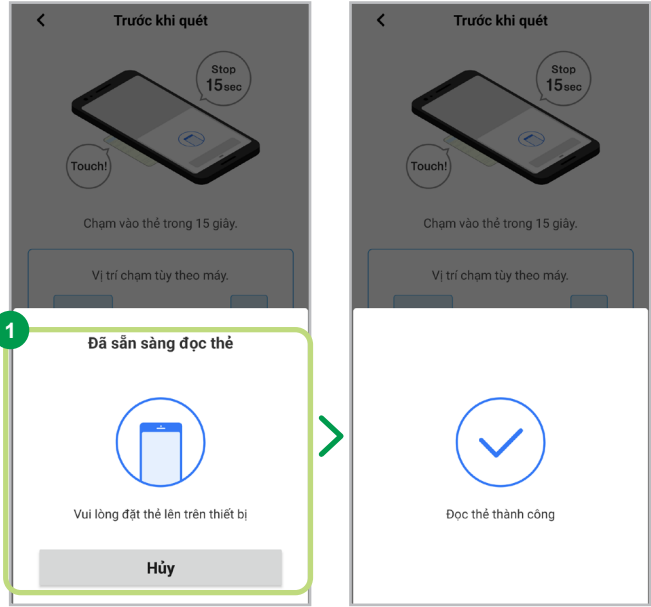 Trước khi quét
Stop
15sec
Touch!
Chạm vào thẻ trong 15 giây.
Vị trí chạm tùy theo máy.
1
Đã sẵn sàng đọc thẻ
Vui lòng đặt thẻ lên trên thiết bị
Hủy
Trước khi quét
Stop
15sec
Touch!
Chạm vào thẻ trong 15 giây.
Vị trí chạm tùy theo máy.
Đọc thẻ thành công